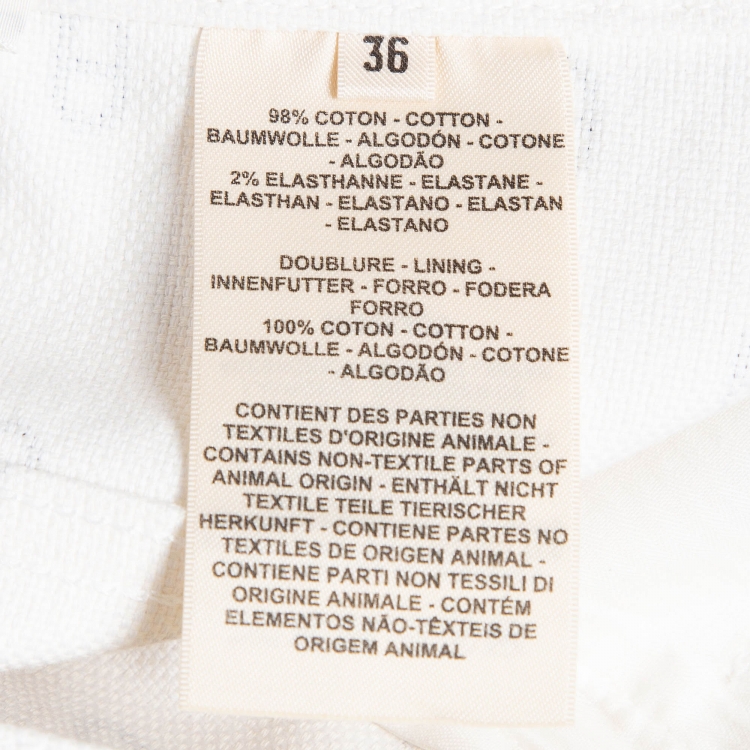 36
98% COTON - COTTON -
BAUMWOLLE - ALGODÓN - COTONE
- ALGODÃO
2% ELASTHANNE - ELASTANE -
ELASTHAN - ELASTANO - ELASTAN
- ELASTANO
DOUBLURE - LINING -
INNENFUTTER - FORRO - FODERA
FORRO
100% COTON - COTTON -
BAUMWOLLE - ALGODÓN - COTONE
- ALGODÃO
CONTIENT DES PARTIES NON
TEXTILES D'ORIGINE ANIMALE -
CONTAINS NON-TEXTILE PARTS OF
ANIMAL ORIGIN - ENTHÄLT NICHT
TEXTILE TEILE TIERISCHER
HERKUNFT - CONTIENE PARTES NO
TEXTILES DE ORIGEN ANIMAL -
CONTIENE PARTI NON TESSILI DI
ORIGINE ANIMALE - CONTÉM
ELEMENTOS NÃO-TÊXTEIS DE
ORIGEM ANIMAL